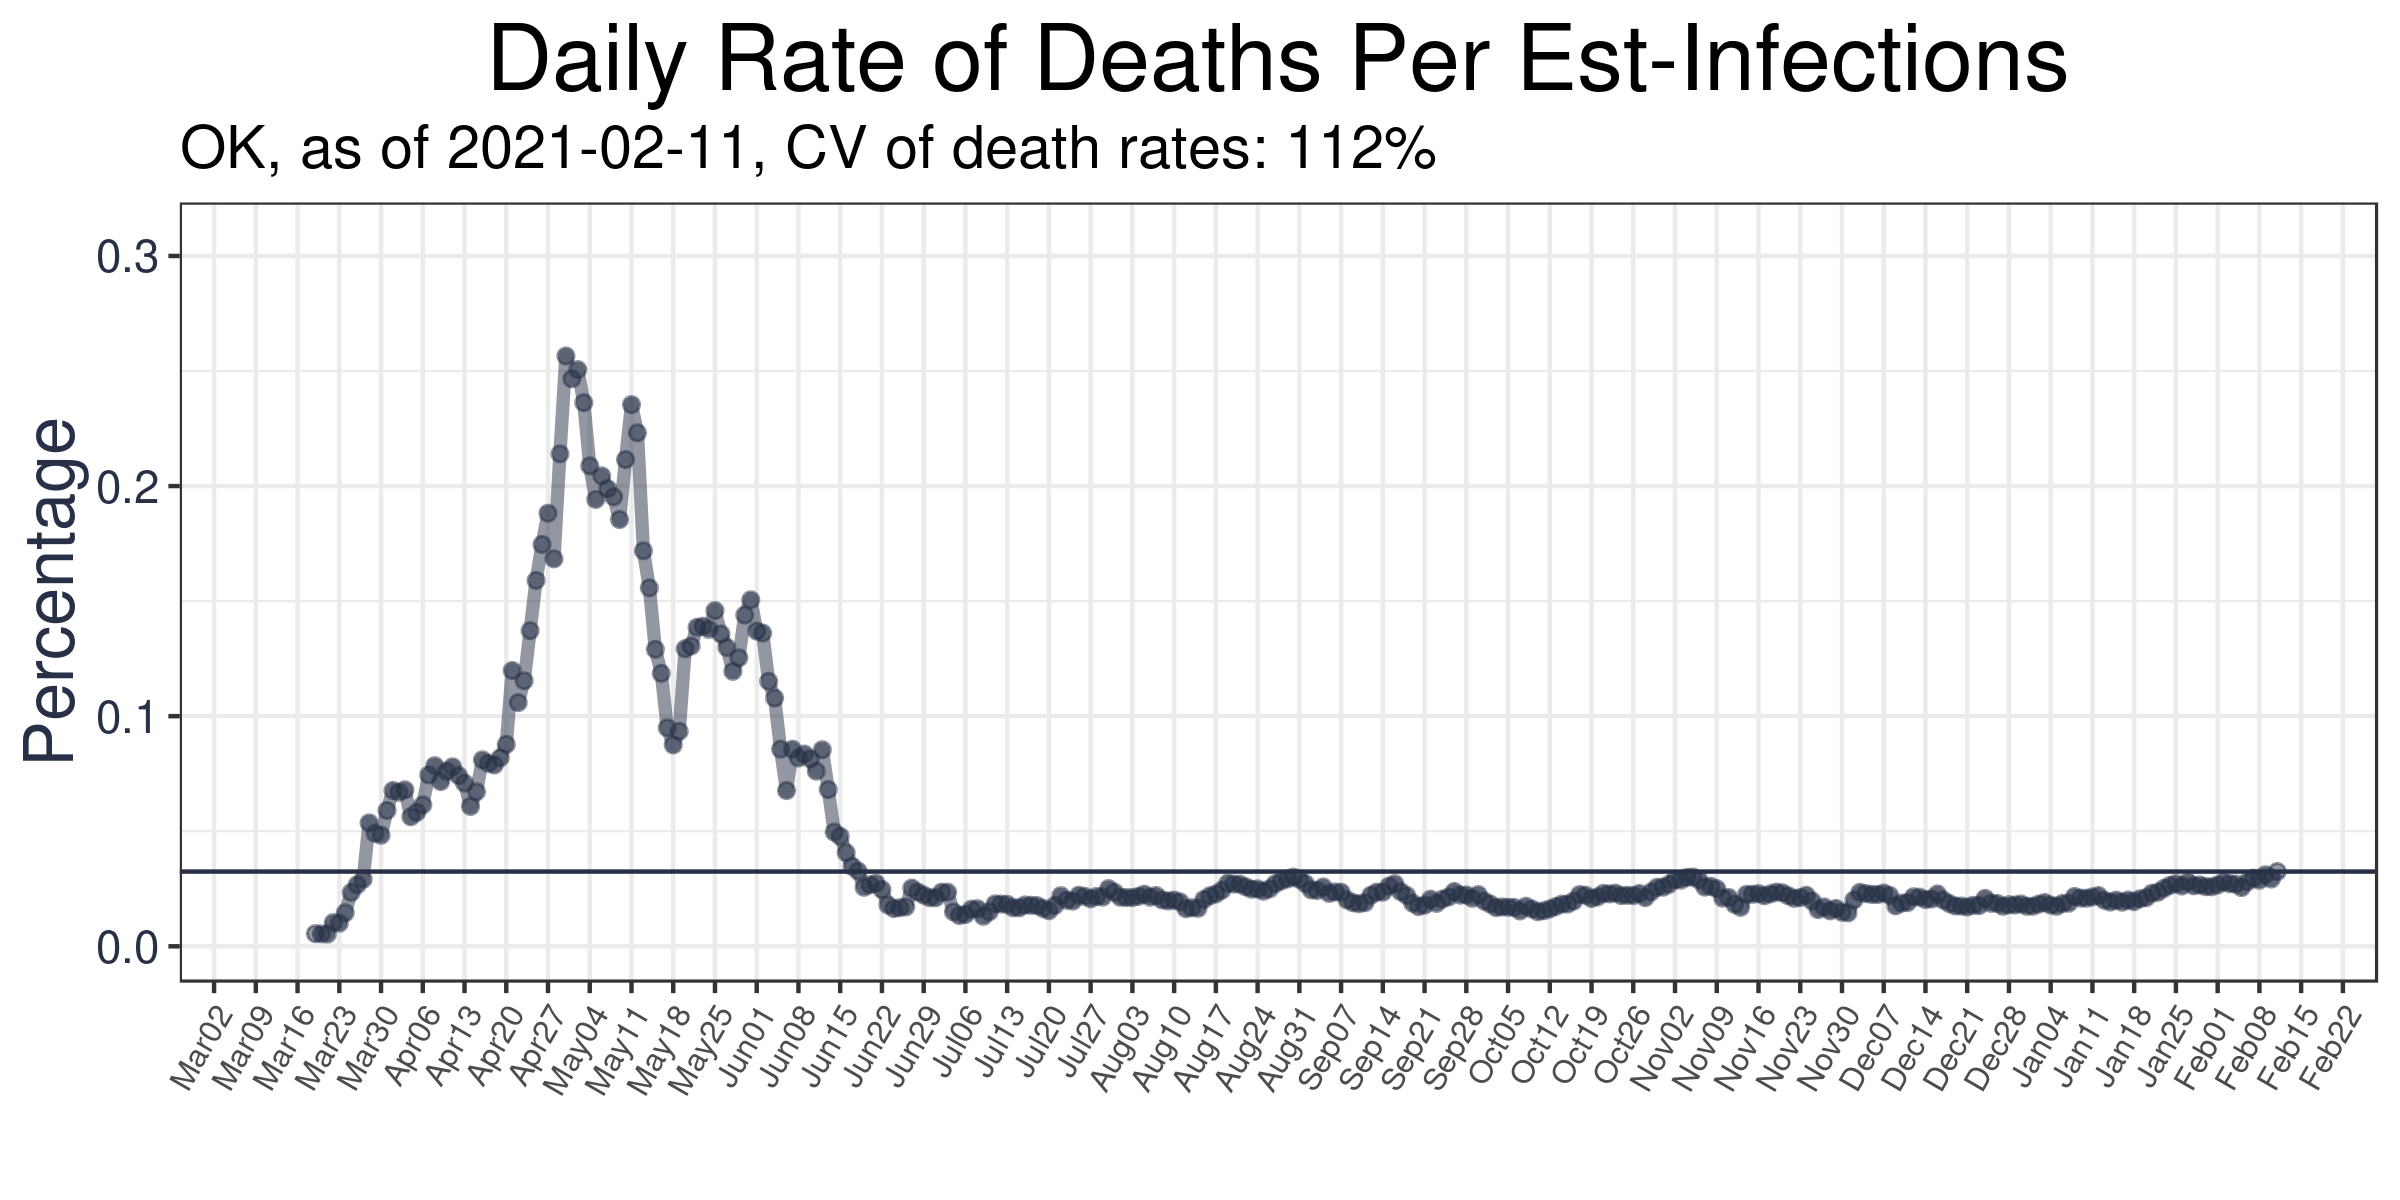 Daily Rate of Deaths Per Est-Infections
OK, as of 2021-02-11, CV of death rates: 112%
Percentage
0.3
0.2
0.1
0.0
Mar02
Mar09
Mar16
Mar23
Mar30
Apr06
Apr13
Apr20
Apr27
May04
May11
May18
May25
Jun01
Jun08
Jun15
Jun22
Jun29
Jul06
Jul13
Jul20
Jul27
Aug03
Aug10
Aug17
Aug24
Aug31
Sep07
Sep14
Sep21
Sep28
Oct05
Oct12
Oct19
Oct26
Nov02
Nov09
Nov16
Nov23
Nov30
Dec07
Dec14
Dec21
Dec28
Jan04
Jan11
Jan18
Jan25
Feb01
Feb08
Feb15
Feb22